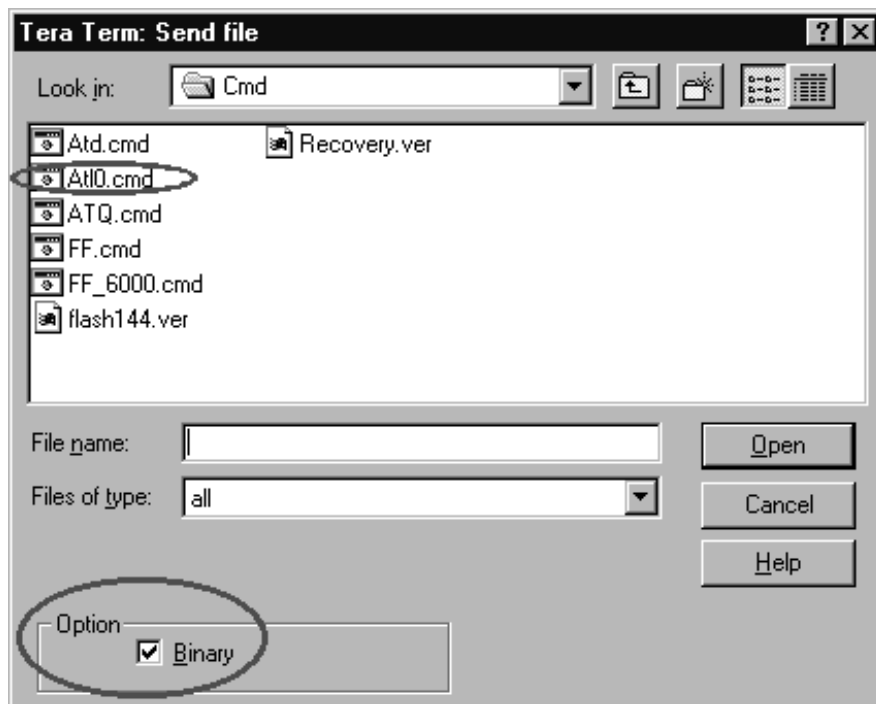 Tera Term: Send file
Look in: Cmd
Atd.cmd Recovery.ver
Atl0.cmd
ATQ.cmd
FF.cmd
FF_6000.cmd
flash144.ver
File name: Open
Files of type: all Cancel
Help
Option
Binary